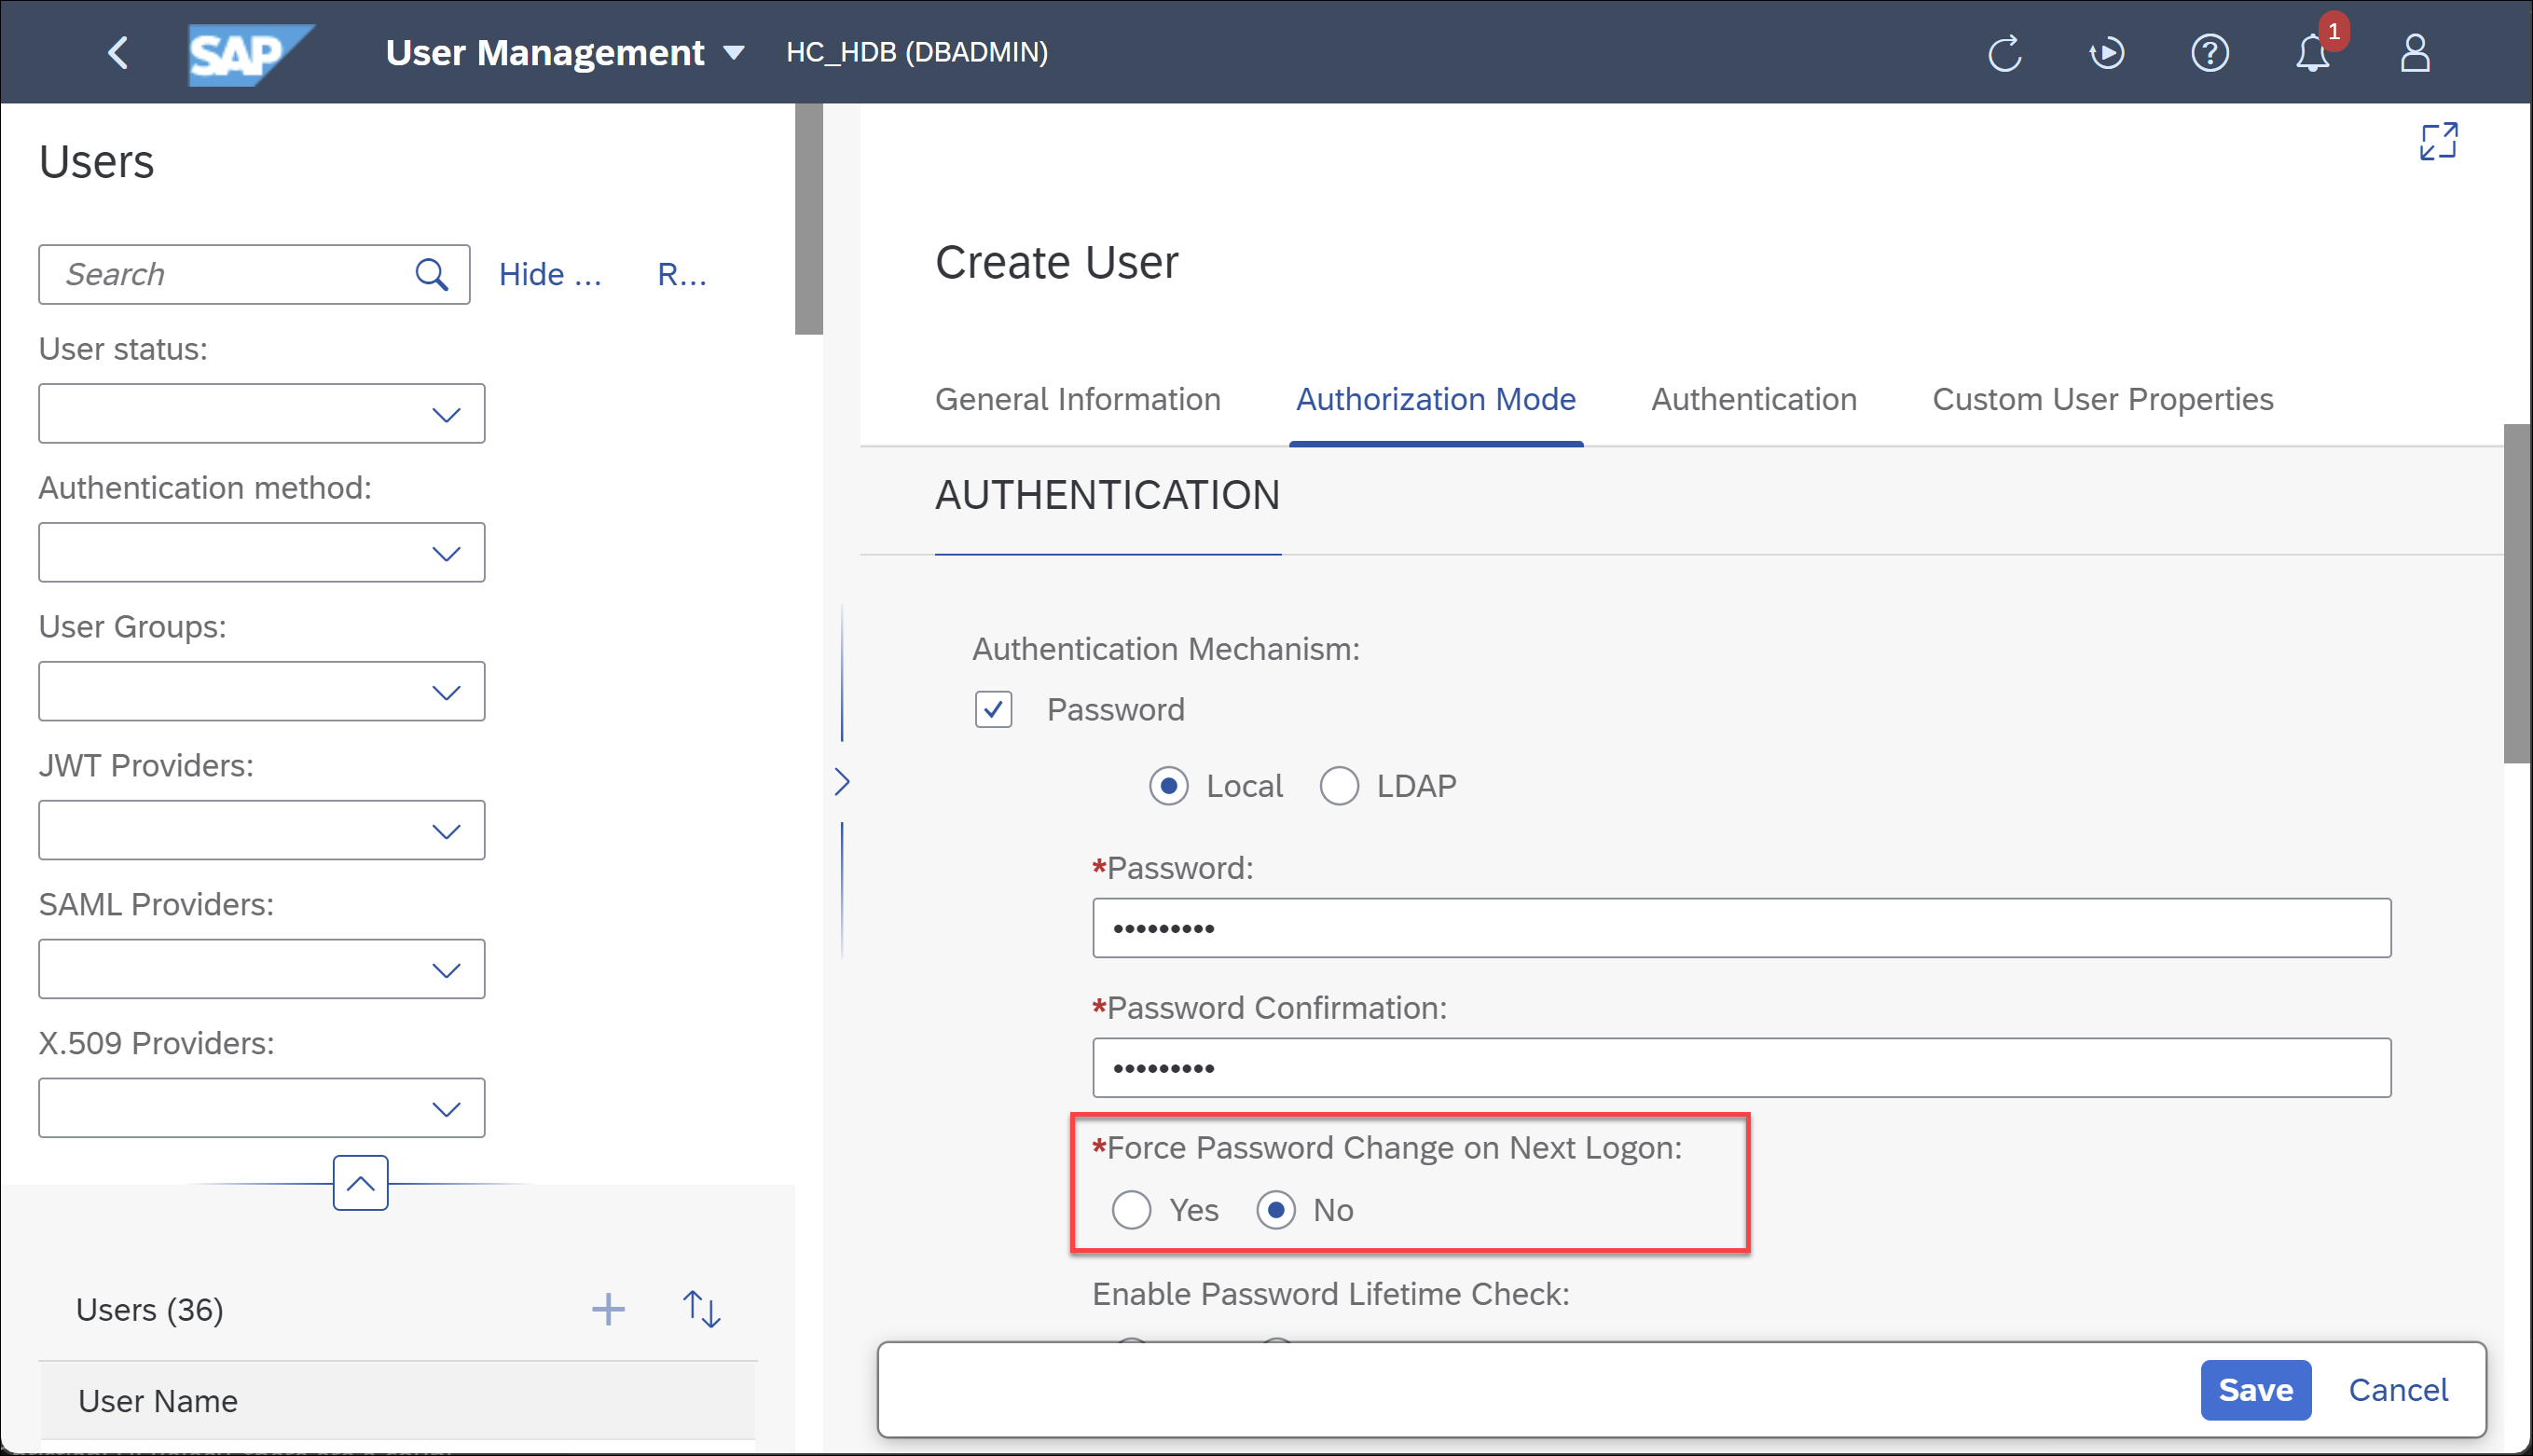 SAP User Management HC_HDB (DBADMIN) 1
Users
Search Hide ... R...
User status:
Authentication method:
User Groups:
JWT Providers:
SAML Providers:
X.509 Providers:
Users (36)
User Name
Create User
General Information Authorization Mode Authentication Custom User Properties
AUTHENTICATION
Authentication Mechanism:
Password
Local LDAP
*Password:
•••••••••
*Password Confirmation:
•••••••••
*Force Password Change on Next Logon:
Yes No
Enable Password Lifetime Check:
Save Cancel